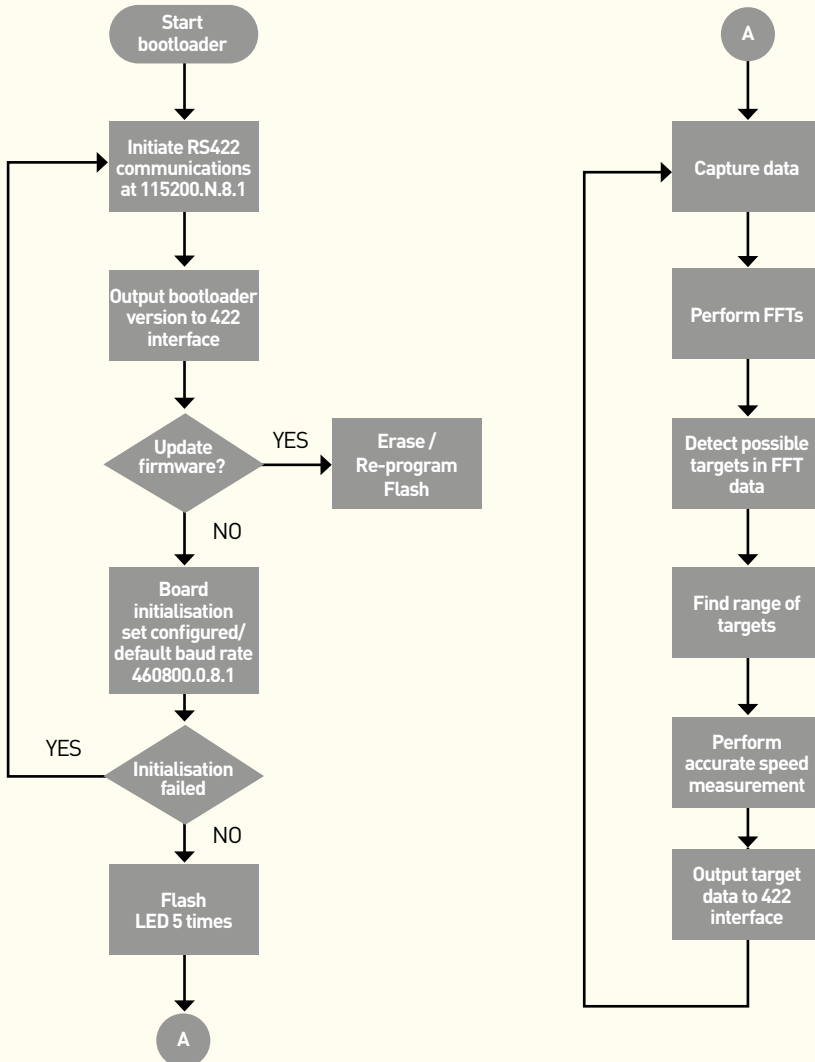 Start
bootloader
Initiate RS422
communications
at 115200.N.8.1
Output bootloader
version to 422
interface
Update
firmware?
YES
Erase /
Re-program
Flash
NO
Board
initialisation
set configured/
default baud rate
460800.0.8.1
YES
Initialisation
failed
NO
Flash
LED 5 times
A
A
Capture data
Perform FFTs
Detect possible
targets in FFT
data
Find range of
targets
Perform
accurate speed
measurement
Output target
data to 422
interface